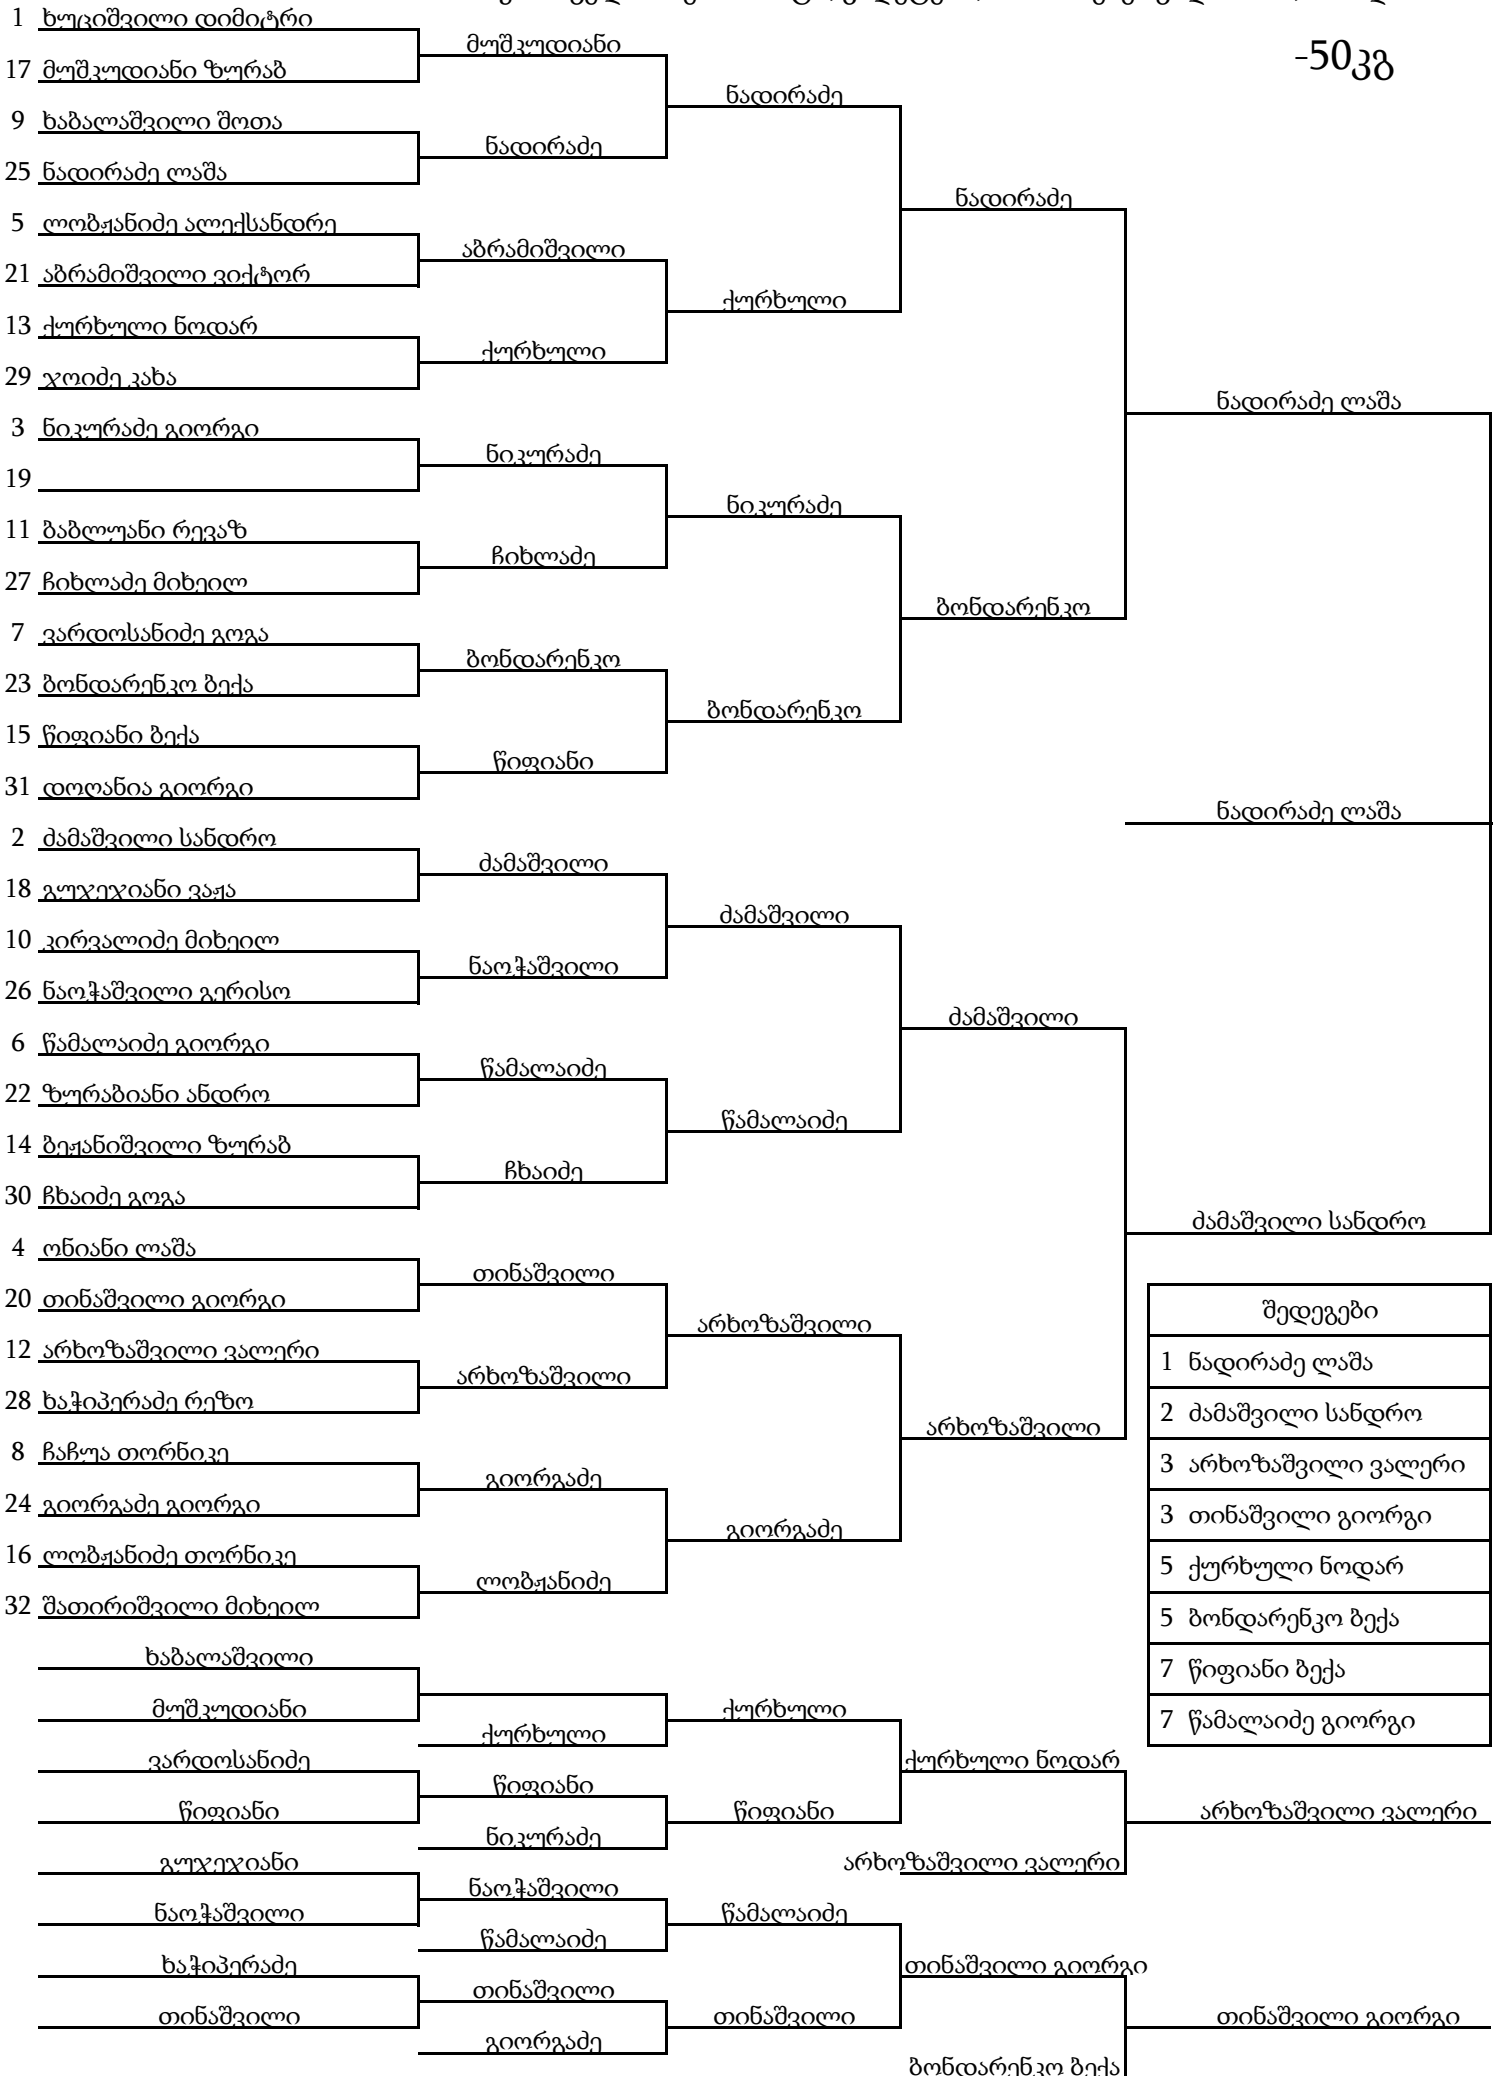 -50კგ
1 ხუციშვილი დიმიტრი
17 მუშკუდიანი ზურაბ
9 ხაბალაშვილი შოთა
25 ნადირაძე ლაშა
5 ლობჟანიძე ალექსანდრე
21 აბრამიშვილი ვიქტორ
13 ქურხული ნოდარ
29 ჯოიძე კახა
3 ნიკურაძე გიორგი
19
11 ბაბლუანი რევაზ
27 ჩიხლაძე მიხეილ
7 ვარდოსანიძე გოგა
23 ბონდარენკო ბექა
15 წიფიანი ბექა
31 დოღანია გიორგი
2 ძამაშვილი სანდრო
18 გუჯეჯიანი ვაჟა
10 კირვალიძე მიხეილ
26 ნაოჭაშვილი გერისო
6 წამალაიძე გიორგი
22 ზურაბიანი ანდრო
14 ბეჟანიშვილი ზურაბ
30 ჩხაიძე გოგა
4 ონიანი ლაშა
20 თინაშვილი გიორგი
12 არხოზაშვილი ვალერი
28 ხაჭიპერაძე რეზო
8 ჩაჩუა თორნიკე
24 გიორგაძე გიორგი
16 ლობჟანიძე თორნიკე
32 შათირიშვილი მიხეილ
მუშკუდიანი
ნადირაძე
აბრამიშვილი
ქურხული
ნიკურაძე
ჩიხლაძე
ბონდარენკო
წიფიანი
ძამაშვილი
ნაოჭაშვილი
წამალაიძე
ჩხაიძე
თინაშვილი
არხოზაშვილი
გიორგაძე
ლობჟანიძე
ნადირაძე
ქურხული
ნიკურაძე
ბონდარენკო
ძამაშვილი
წამალაიძე
არხოზაშვილი
გიორგაძე
ნადირაძე
ბონდარენკო
ძამაშვილი
არხოზაშვილი
ნადირაძე ლაშა
ნადირაძე ლაშა
ძამაშვილი სანდრო
შედეგები
1 ნადირაძე ლაშა
2 ძამაშვილი სანდრო
3 არხოზაშვილი ვალერი
3 თინაშვილი გიორგი
5 ქურხული ნოდარ
5 ბონდარენკო ბექა
7 წიფიანი ბექა
7 წამალაიძე გიორგი
ხაბალაშვილი
მუშკუდიანი
ვარდოსანიძე
წიფიანი
გუჯეჯიანი
ნაოჭაშვილი
ხაჭიპერაძე
თინაშვილი
ქურხული
წიფიანი
ნიკურაძე
ნაოჭაშვილი
წამალაიძე
თინაშვილი
გიორგაძე
ქურხული
წიფიანი
წამალაიძე
თინაშვილი
ქურხული ნოდარ
არხოზაშვილი ვალერი
თინაშვილი გიორგი
ბონდარენკო ბექა
არხოზაშვილი ვალერი
თინაშვილი გიორგი